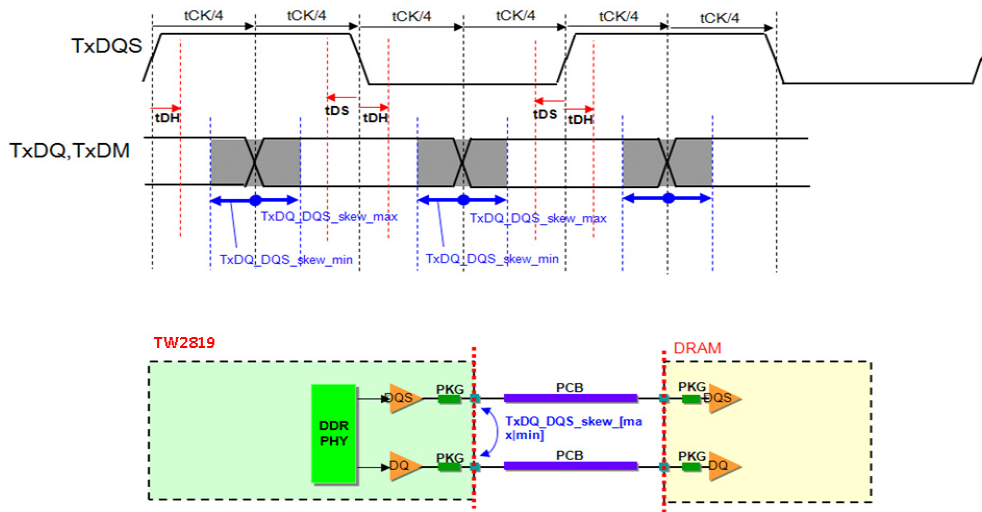 tCK/4 tCK/4 tCK/4 tCK/4 tCK/4 tCK/4
TxDQS
tDH tDS tDH tDS tDH
TxDQ,TxDM
TxDQ_DQS_skew_max TxDQ_DQS_skew_max
TxDQ_DQS_skew_min TxDQ_DQS_skew_min
TW2819 DRAM
PKG PCB PKG
DQS DQS
DDR
PHY
TxDQ_DQS_skew_[ma
x|min]
PKG PCB PKG
DQ DQ